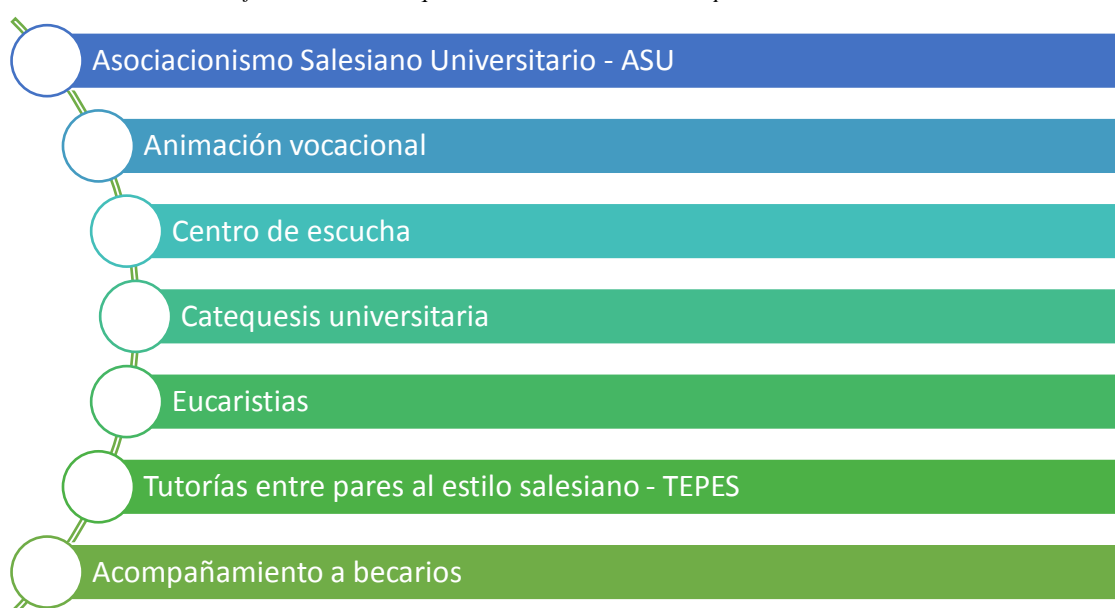 Asociacionismo Salesiano Universitario - ASU
Animación vocacional
Centro de escucha
Catequesis universitaria
Eucaristias
Tutorías entre pares al estilo salesiano - TEPES
Acompañamiento a becarios